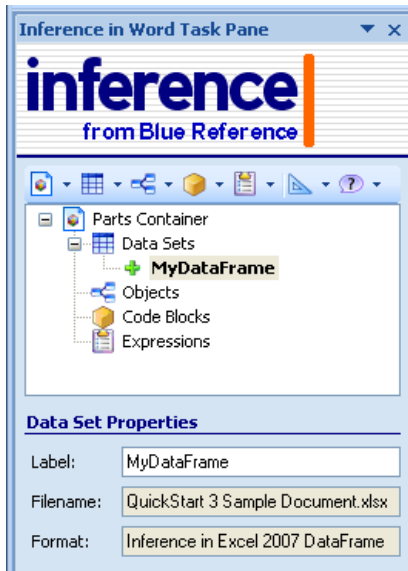 Inference in Word Task Pane
inference
from Blue Reference
Parts Container
Data Sets
MyDataFrame
Objects
Code Blocks
Expressions
Data Set Properties
Label: MyDataFrame
Filename: QuickStart 3 Sample Document.xlsx
Format: Inference in Excel 2007 DataFrame